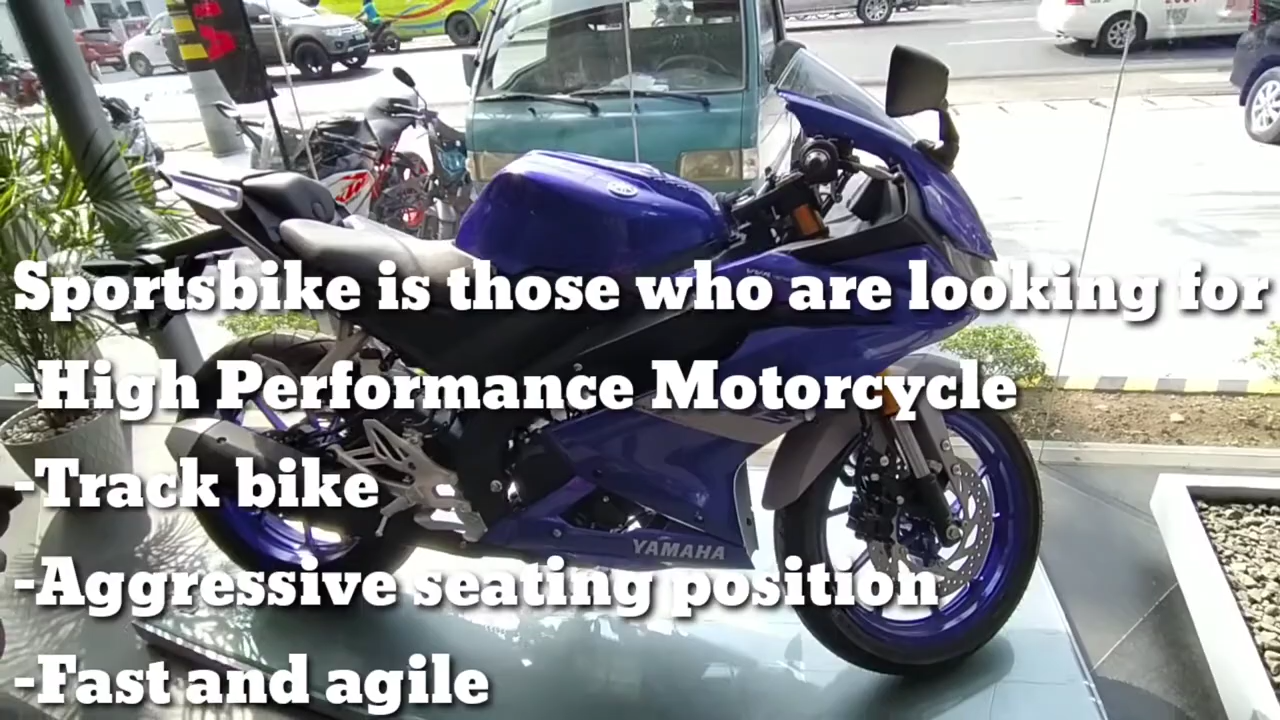 Sportsbike is those who are looking for
-High Performance Motorcycle
-Track bike
-Aggressive seating position
YAMAHA
-Fast and agile